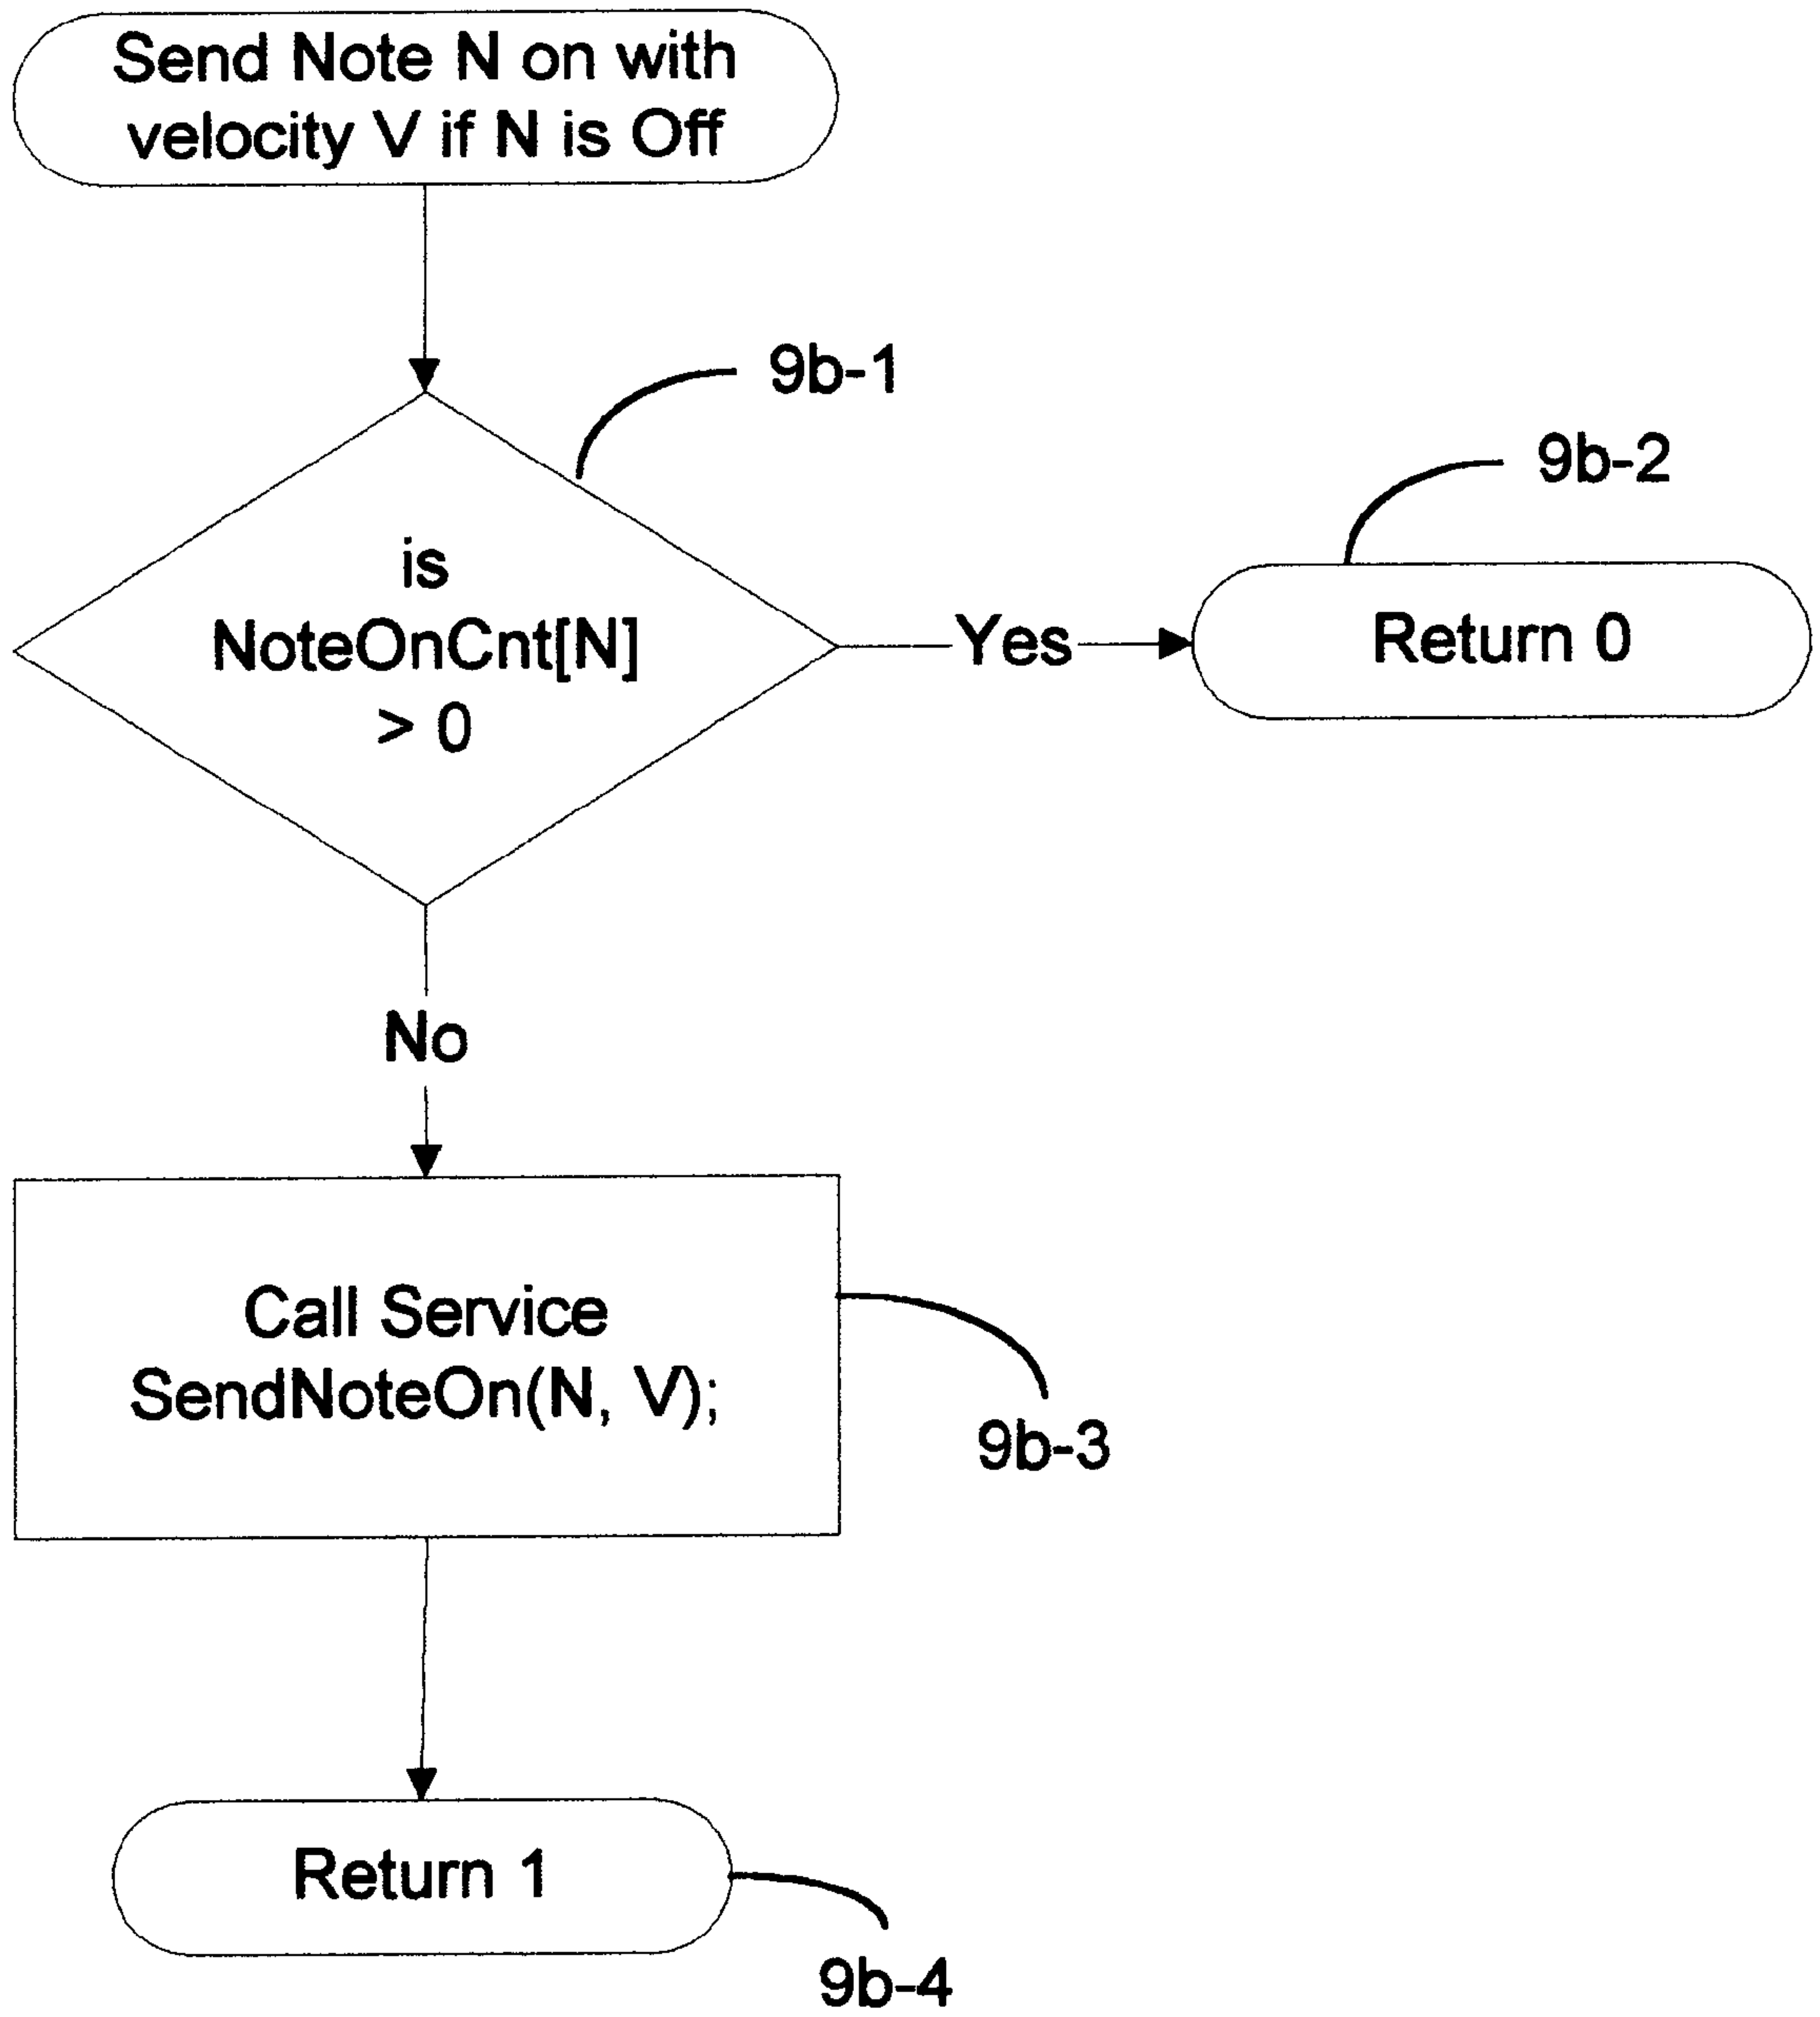 Send Note N on with
velocity V if N is Off
9b-1
9b-2
is
NoteOnCnt[N]
> 0
Yes
Return 0
No
Call Service
SendNoteOn(N, V);
9b-3
Return 1
9b-4